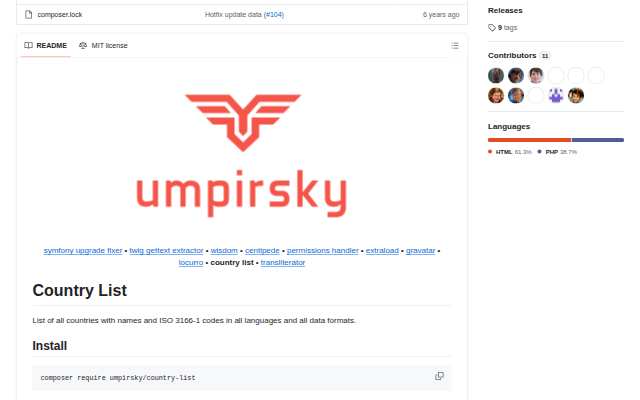 composer.lock Hotfix update data (#104) 6 years ago
README MIT license
umpirsky
symfony upgrade fixer • twig gettext extractor • wisdom • centipede • permissions handler • extraload • gravatar •
locurro • country list • transliterator
Country List
List of all countries with names and ISO 3166-1 codes in all languages and all data formats.
Install
composer require umpirsky/country-list
Releases
9 tags
Contributors 11
Languages
HTML 61.3% PHP 38.7%